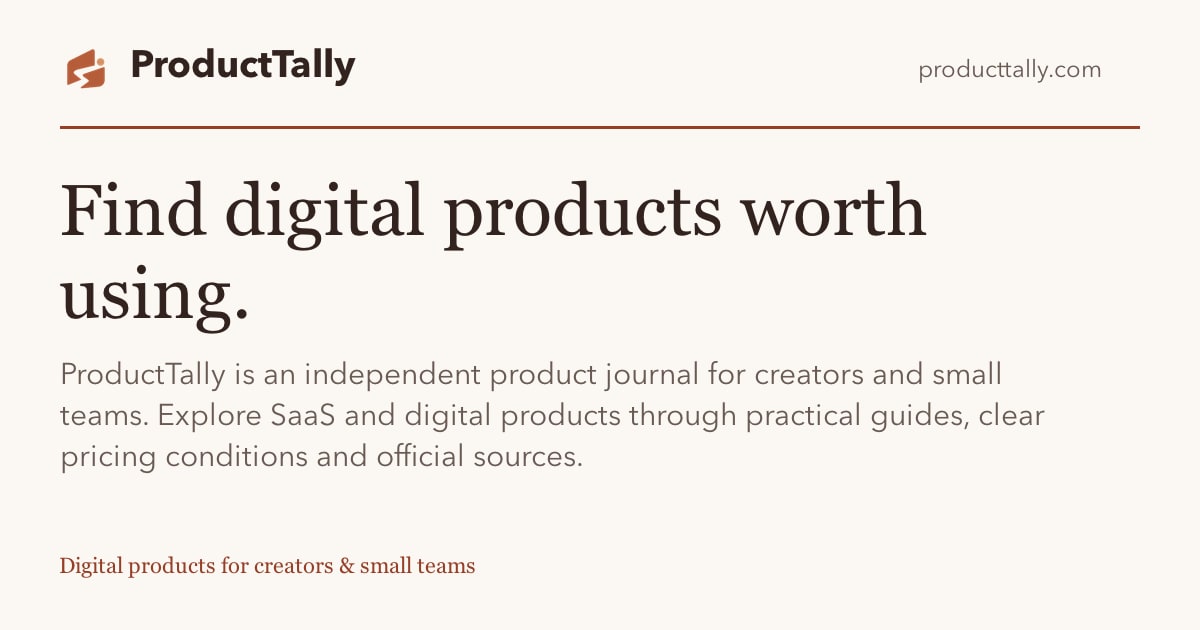 ProductTally
producttally.com
Find digital products worth
using.
ProductTally is an independent product journal for creators and small
teams. Explore SaaS and digital products through practical guides, clear
pricing conditions and official sources.
Digital products for creators & small teams